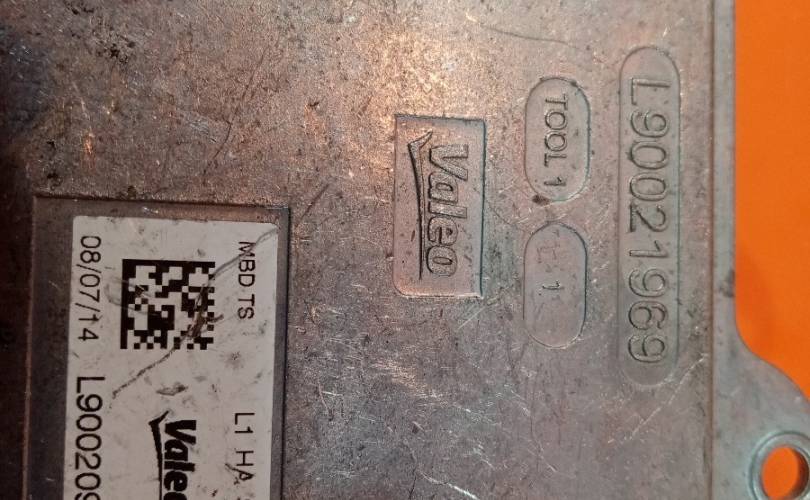 L90021969
TOOL 1
Valeo
MBD TS
L1 HA
Valeo
08/07/14 L900209